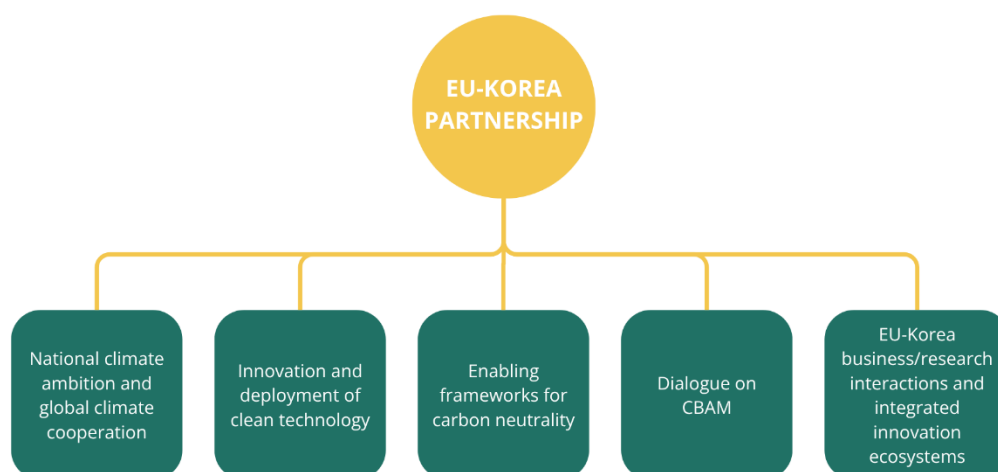 EU-KOREA
PARTNERSHIP
National climate
ambition and
global climate
cooperation
Innovation and
deployment of
clean technology
Enabling
frameworks for
carbon neutrality
Dialogue on
CBAM
EU-Korea
business/research
interactions and
integrated
innovation
ecosystems